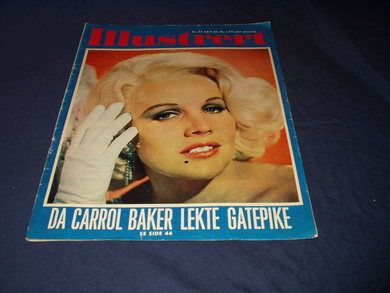 Illustrert
DA CARROL BAKER LEKTE GATEPIKE
SE SIDE 46